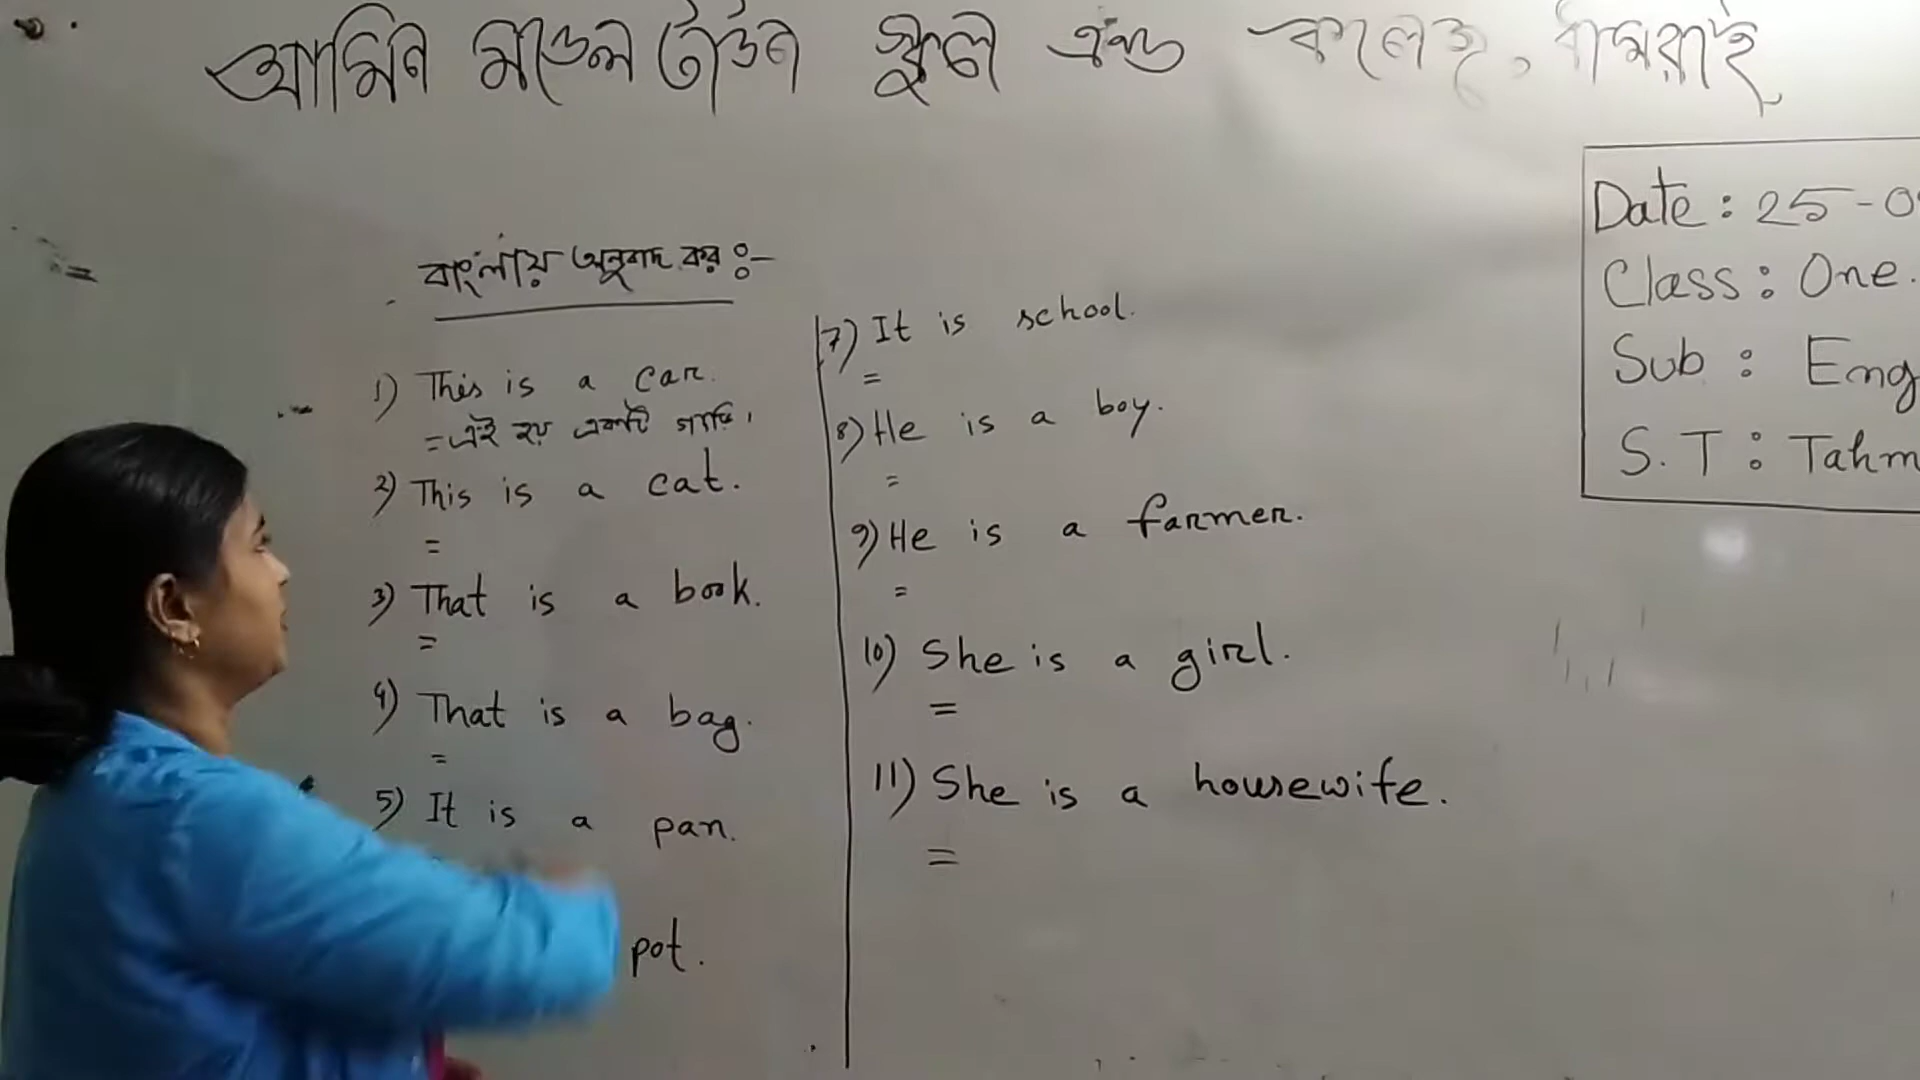 আমিন মডেল টাউন স্কুল এন্ড কলেজ, ধামরাই
Date : 25 -
Class : One.
Sub : Eng
S. T : Tahm
বাংলায় অনুবাদ কর :-
1) This is a car.
= এই হয় একটি গাড়ি।
2) This is a cat.
=
3) That is a book.
=
4) That is a bag.
=
5) It is a pan.
pot.
7) It is school.
=
8) He is a boy.
=
9) He is a farmer.
=
10) She is a girl.
=
11) She is a housewife.
=